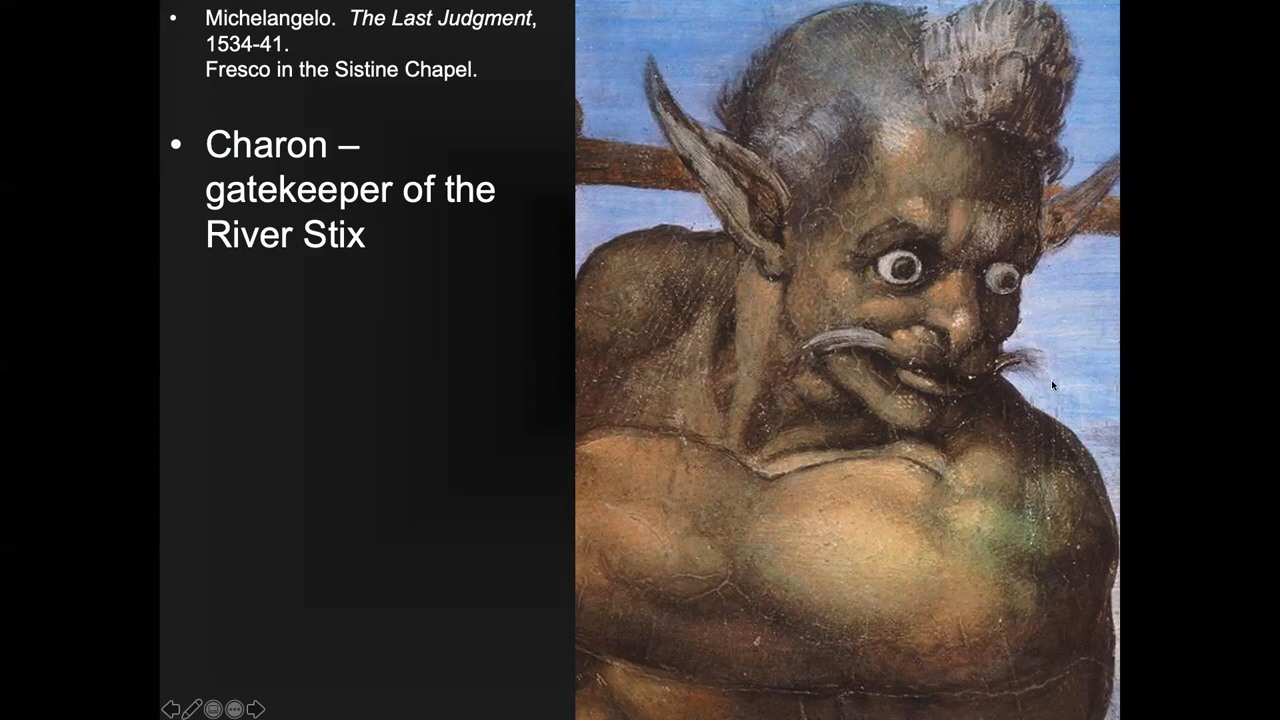 • Michelangelo. The Last Judgment,
1534-41.
Fresco in the Sistine Chapel.
• Charon –
gatekeeper of the
River Stix